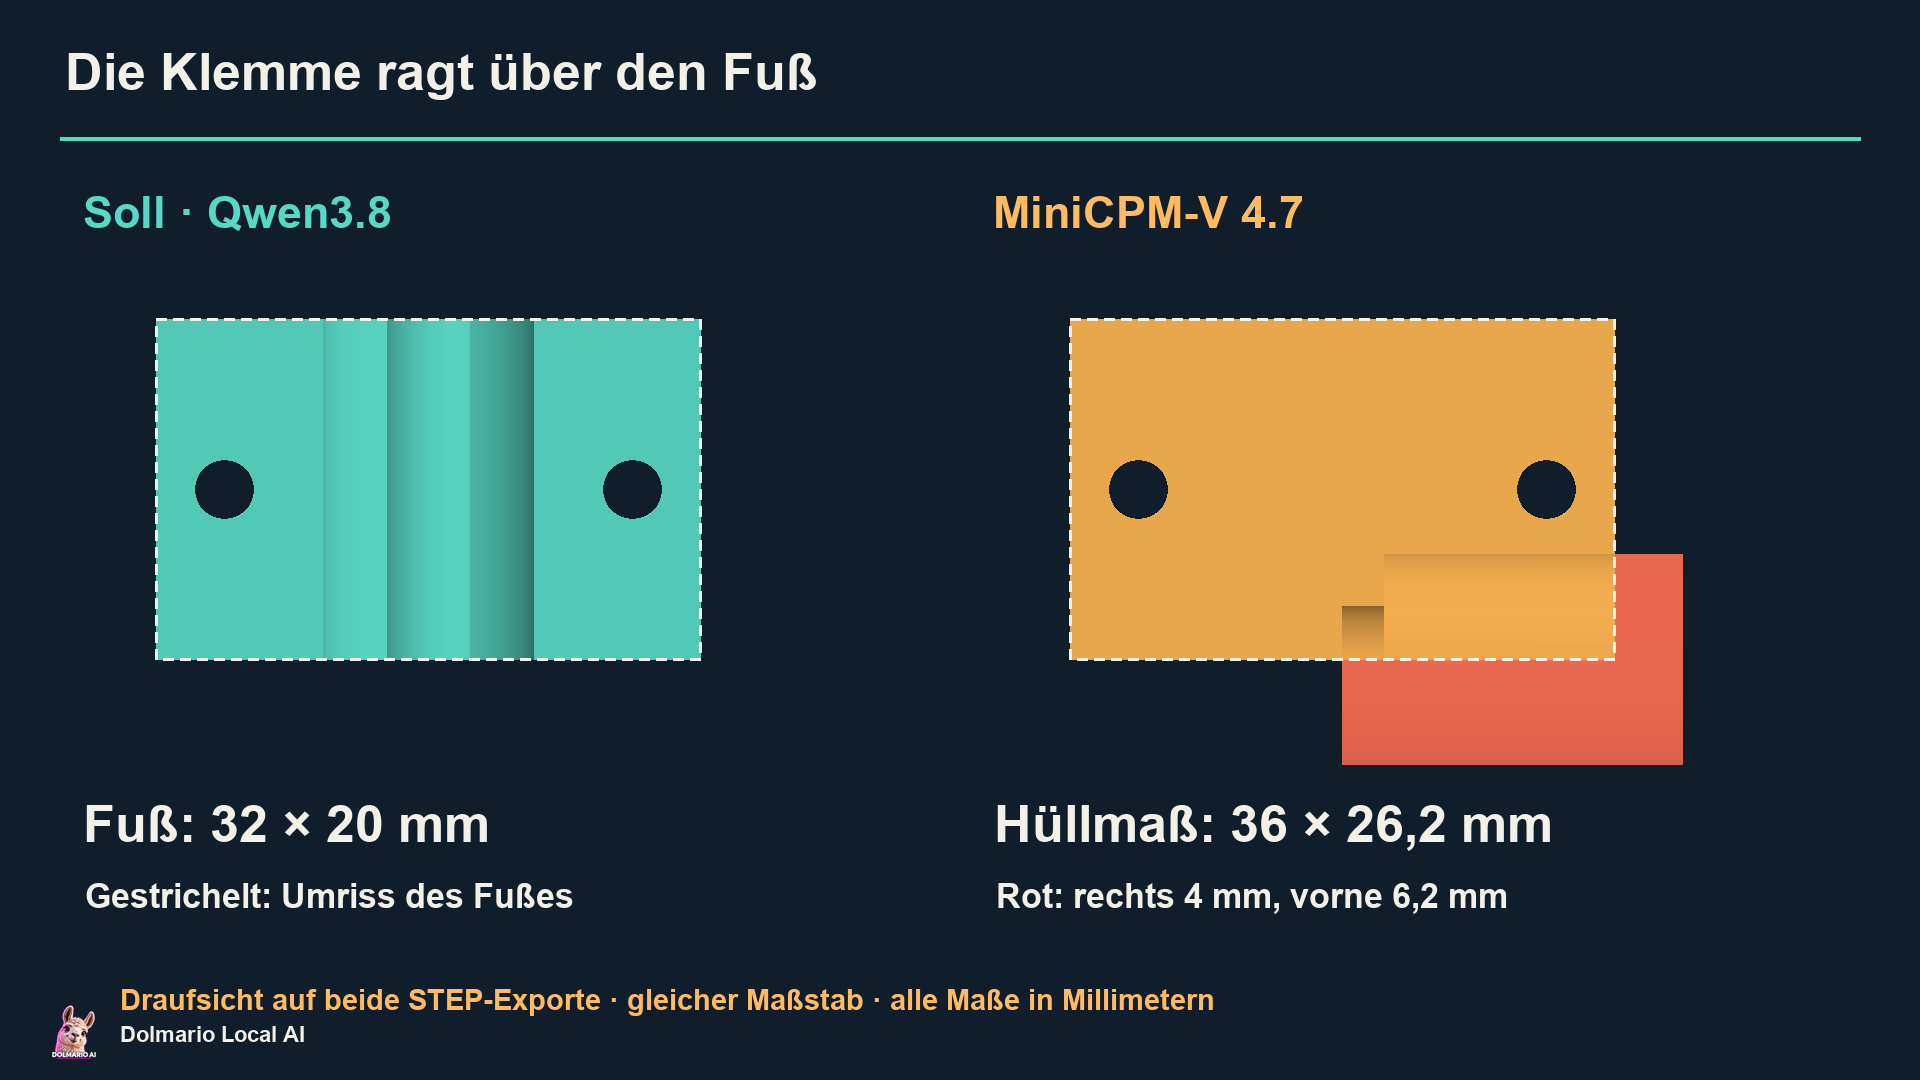 Die Klemme ragt über den Fuß
Soll · Qwen3.8
MiniCPM-V 4.7
Fuß: 32 × 20 mm
Hüllmaß: 36 × 26,2 mm
Gestrichelt: Umriss des Fußes
Rot: rechts 4 mm, vorne 6,2 mm
Draufsicht auf beide STEP-Exporte · gleicher Maßstab · alle Maße in Millimetern
Dolmario Local AI
DOLMARIO AI